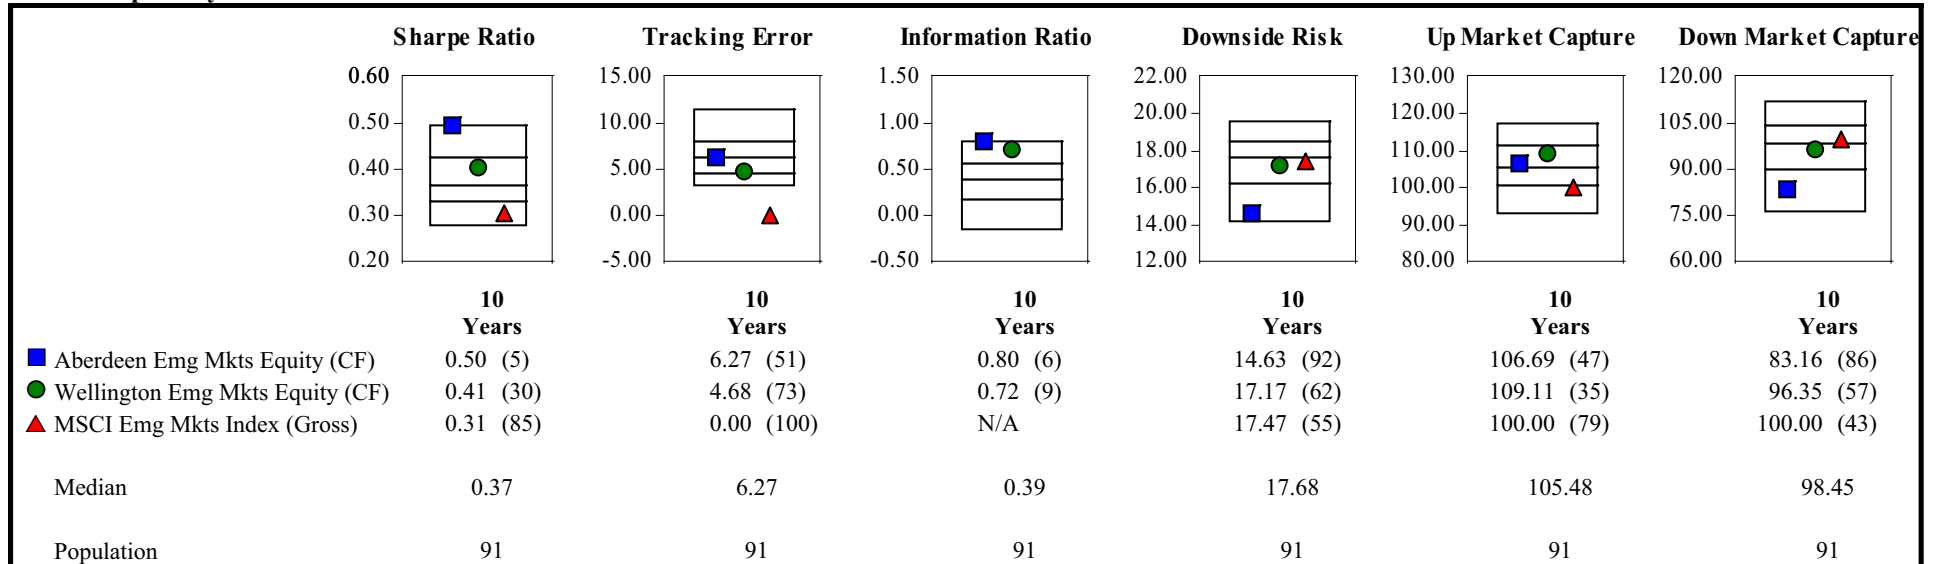 Sharpe Ratio Tracking Error Information Ratio Downside Risk Up Market Capture Down Market Capture
0.60 15.00 1.50 22.00 130.00 120.00
20.00 120.00
0.50 10.00 1.00 105.00
18.00 110.00
0.40 5.00 0.50 90.00
16.00 100.00
0.30 0.00 0.00 75.00
14.00 90.00
0.20 -5.00 -0.50 12.00 80.00 60.00
10 10 10 10 10 10
Years Years Years Years Years Years
Aberdeen Emg Mkts Equity (CF) 0.50 (5) 6.27 (51) 0.80 (6) 14.63 (92) 106.69 (47) 83.16 (86)
Wellington Emg Mkts Equity (CF) 0.41 (30) 4.68 (73) 0.72 (9) 17.17 (62) 109.11 (35) 96.35 (57)
MSCI Emg Mkts Index (Gross) 0.31 (85) 0.00 (100) N/A 17.47 (55) 100.00 (79) 100.00 (43)
Median 0.37 6.27 0.39 17.68 105.48 98.45
Population 91 91 91 91 91 91